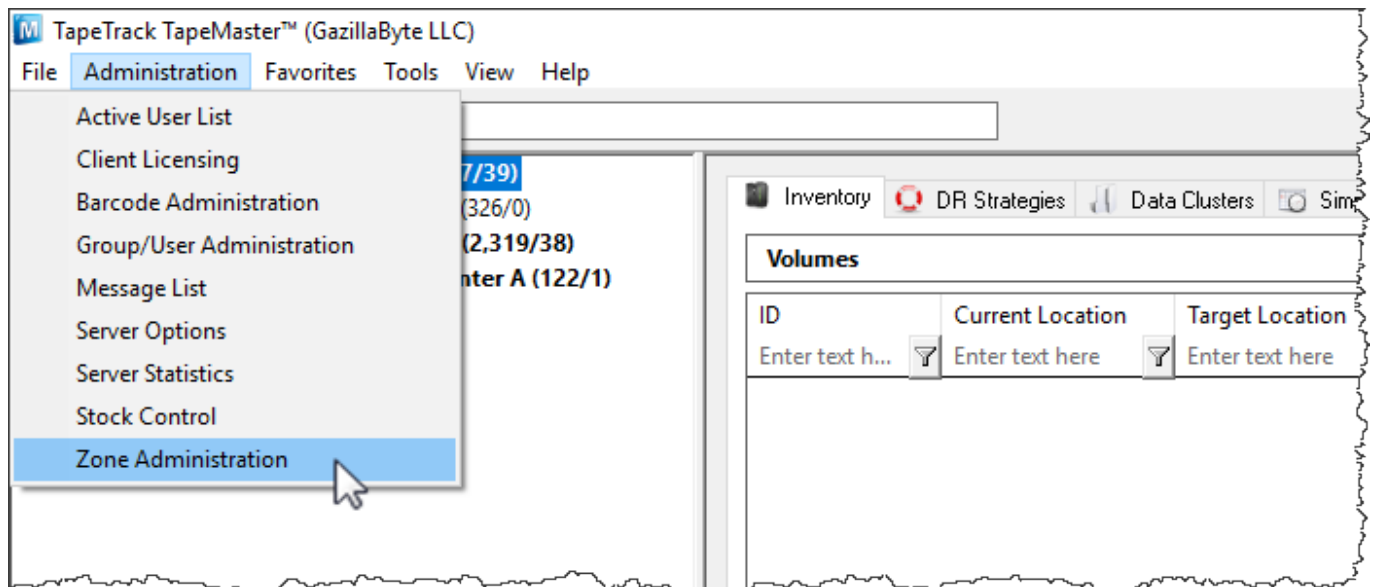 M TapeTrack TapeMaster™ (GazillaByte LLC)
File Administration Favorites Tools View Help
Active User List
Client Licensing
Barcode Administration
Group/User Administration
Message List
Server Options
Server Statistics
Stock Control
Zone Administration
7/39)
(326/0)
(2,319/38)
nter A (122/1)
Inventory DR Strategies Data Clusters Sim
Volumes
ID Current Location Target Location
Enter text h... Enter text here Enter text here